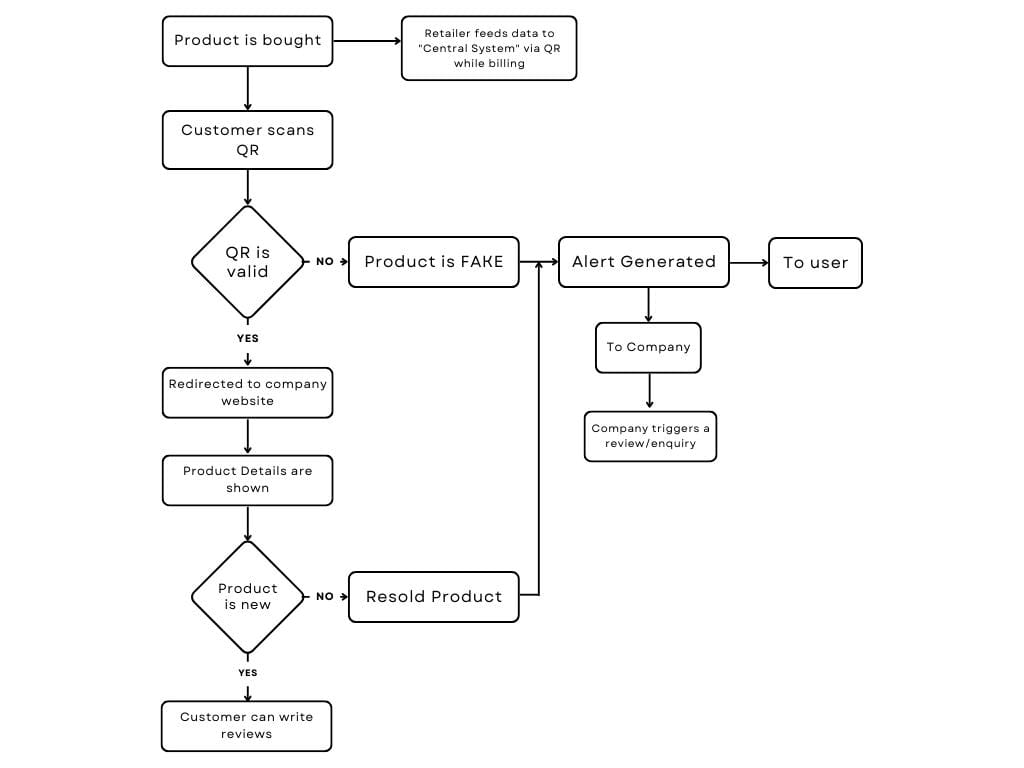 Product is bought
Retailer feeds data to
"Central System" via QR
while billing
Customer scans
QR
QR is
valid
NO
Product is FAKE
Alert Generated
To user
YES
To Company
Redirected to company
website
Company triggers a
review/enquiry
Product Details are
shown
Product
is new
NO
Resold Product
YES
Customer can write
reviews